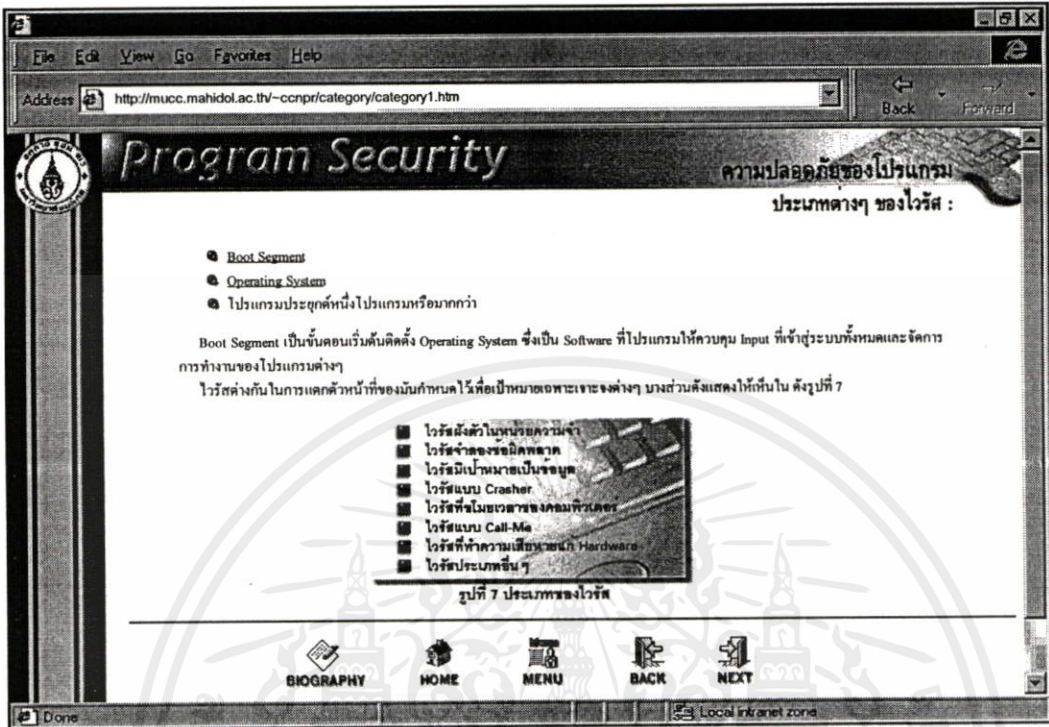 File Edit View Go Favorites Help
Address http://mucc.mahidol.ac.th/~ccnpr/category/category1.htm Back Forward
Program Security
ความปลอดภัยของโปรแกรม
ประเภทต่างๆ ของไวรัส :
Boot Segment
Operating System
โปรแกรมประยุกต์หนึ่งโปรแกรมหรือมากกว่า
Boot Segment เป็นขั้นตอนเริ่มต้นติดตั้ง Operating System ซึ่งเป็น Software ที่โปรแกรมให้ควบคุม Input ที่เข้าสู่ระบบทั้งหมดและจัดการ
การทำงานของโปรแกรมต่างๆ
ไวรัสต่างกันในการแตกตัวหน้าที่ของมันกำหนดไว้เพื่อเป้าหมายเฉพาะเจาะจงต่างๆ บางส่วนดังแสดงให้เห็นใน ดังรูปที่ 7
ไวรัสฝังตัวในหน่วยความจำ
ไวรัสจำลองข้อผิดพลาด
ไวรัสมีเป้าหมายเป็นข้อมูล
ไวรัสแบบ Crasher
ไวรัสที่ขโมยเวลาของคอมพิวเตอร์
ไวรัสแบบ Call-Me
ไวรัสที่ทำความเสียหายแก่ Hardware
ไวรัสประเภทอื่น ๆ
รูปที่ 7 ประเภทของไวรัส
BIOGRAPHY HOME MENU BACK NEXT
Done Local intranet zone